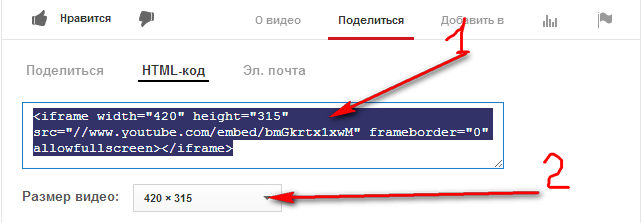 Нравится О видео Поделиться Добавить в
1
Поделиться HTML-код Эл. почта
<iframe width="420" height="315"
src="//www.youtube.com/embed/bmGkrtx1xwM" frameborder="0"
allowfullscreen></iframe>
2
Размер видео: 420 × 315